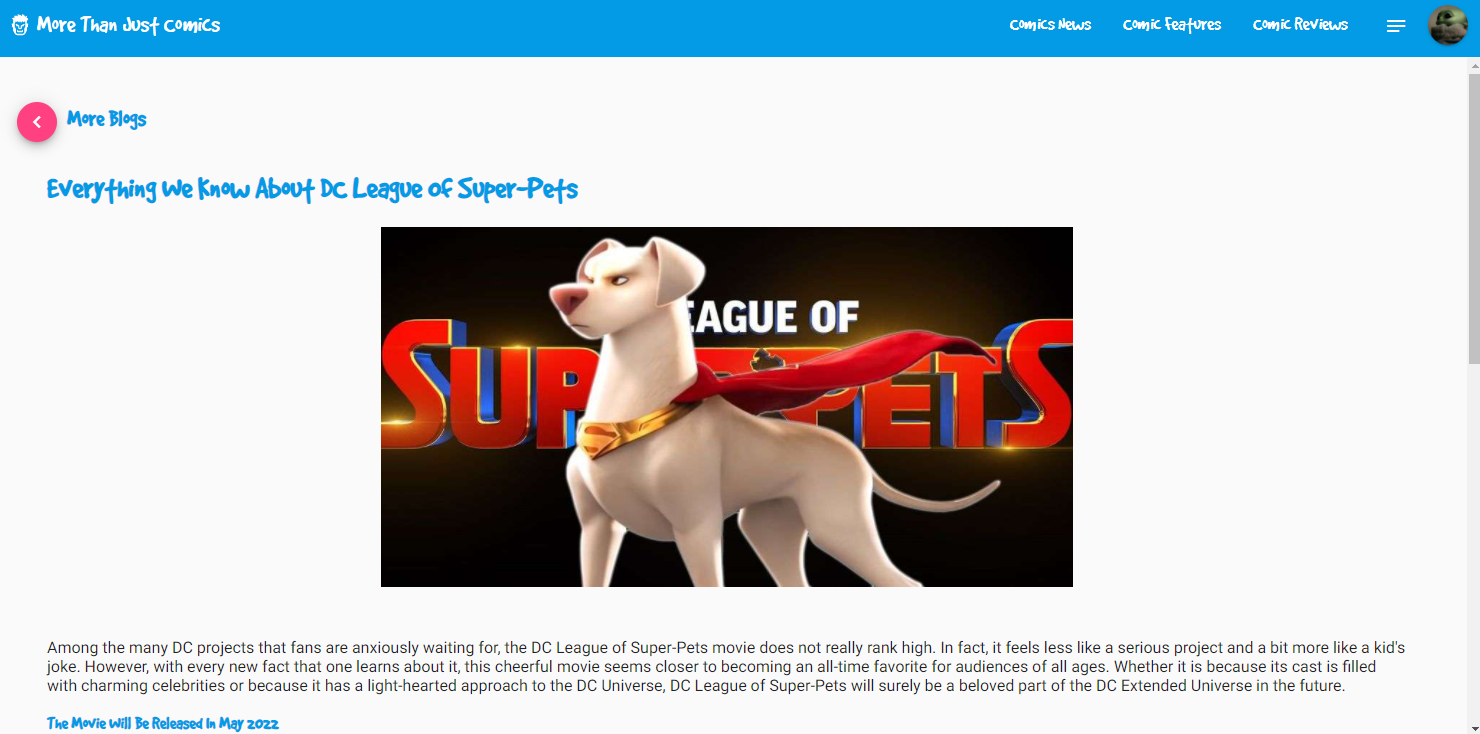 More Than Just Comics
Comics News
Comic Features
Comic Reviews
More Blogs
Everything We Know About DC League of Super-Pets
EAGUE OF
SUP PETS
Among the many DC projects that fans are anxiously waiting for, the DC League of Super-Pets movie does not really rank high. In fact, it feels less like a serious project and a bit more like a kid's
joke. However, with every new fact that one learns about it, this cheerful movie seems closer to becoming an all-time favorite for audiences of all ages. Whether it is because its cast is filled
with charming celebrities or because it has a light-hearted approach to the DC Universe, DC League of Super-Pets will surely be a beloved part of the DC Extended Universe in the future.
The Movie Will Be Released In May 2022